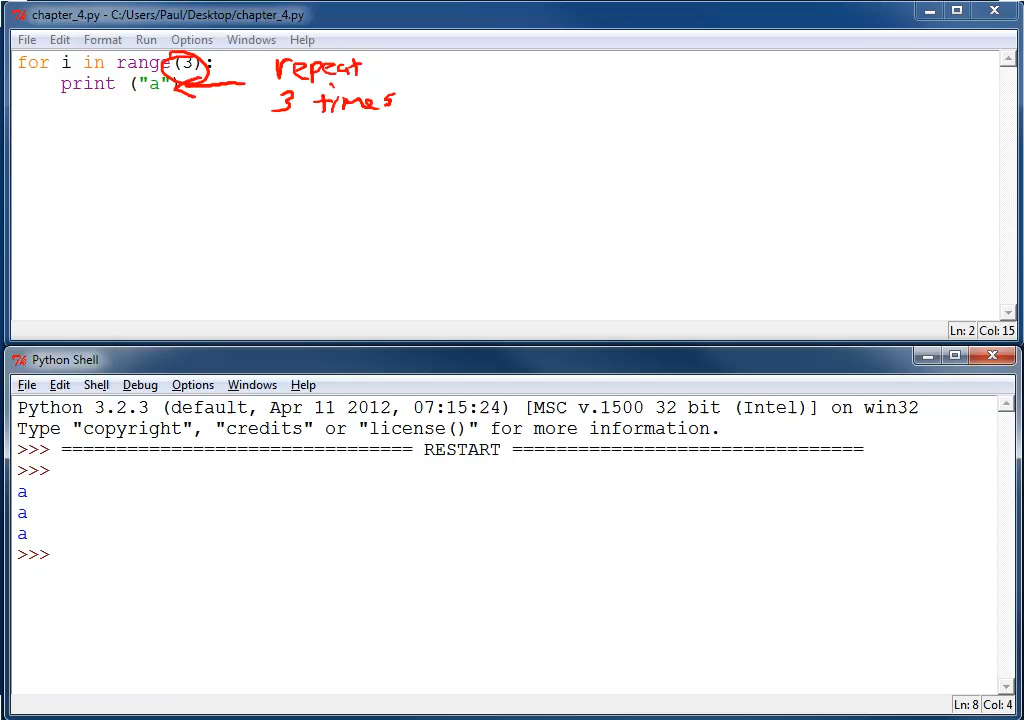 chapter_4.py - C:/Users/Paul/Desktop/chapter_4.py
File Edit Format Run Options Windows Help
for i in range(3):
print ("a")
repeat
3 times
Ln: 2 Col: 15
Python Shell
File Edit Shell Debug Options Windows Help
Python 3.2.3 (default, Apr 11 2012, 07:15:24) [MSC v.1500 32 bit (Intel)] on win32
Type "copyright", "credits" or "license()" for more information.
>>> ================================ RESTART ================================
>>>
a
a
a
>>>
Ln: 8 Col: 4